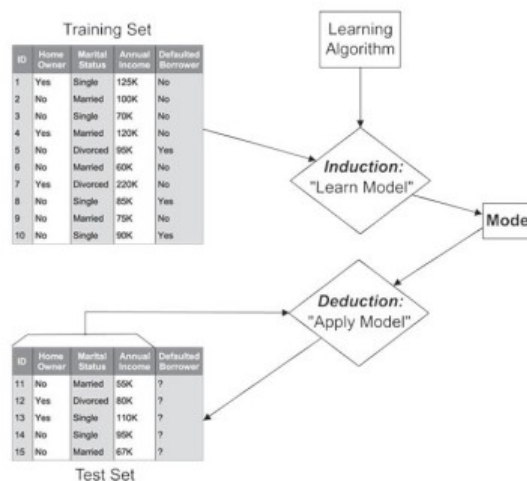 Training Set
ID Home Owner Marital Status Annual Income Defaulted Borrower
1 Yes Single 125K No
2 No Married 100K No
3 No Single 70K No
4 Yes Married 120K No
5 No Divorced 95K Yes
6 No Married 60K No
7 Yes Divorced 220K No
8 No Single 85K Yes
9 No Married 75K No
10 No Single 90K Yes
Learning
Algorithm
Induction:
"Learn Model"
Model
Deduction:
"Apply Model"
ID Home Owner Marital Status Annual Income Defaulted Borrower
11 No Married 55K ?
12 Yes Divorced 80K ?
13 Yes Single 110K ?
14 No Single 95K ?
15 No Married 67K ?
Test Set